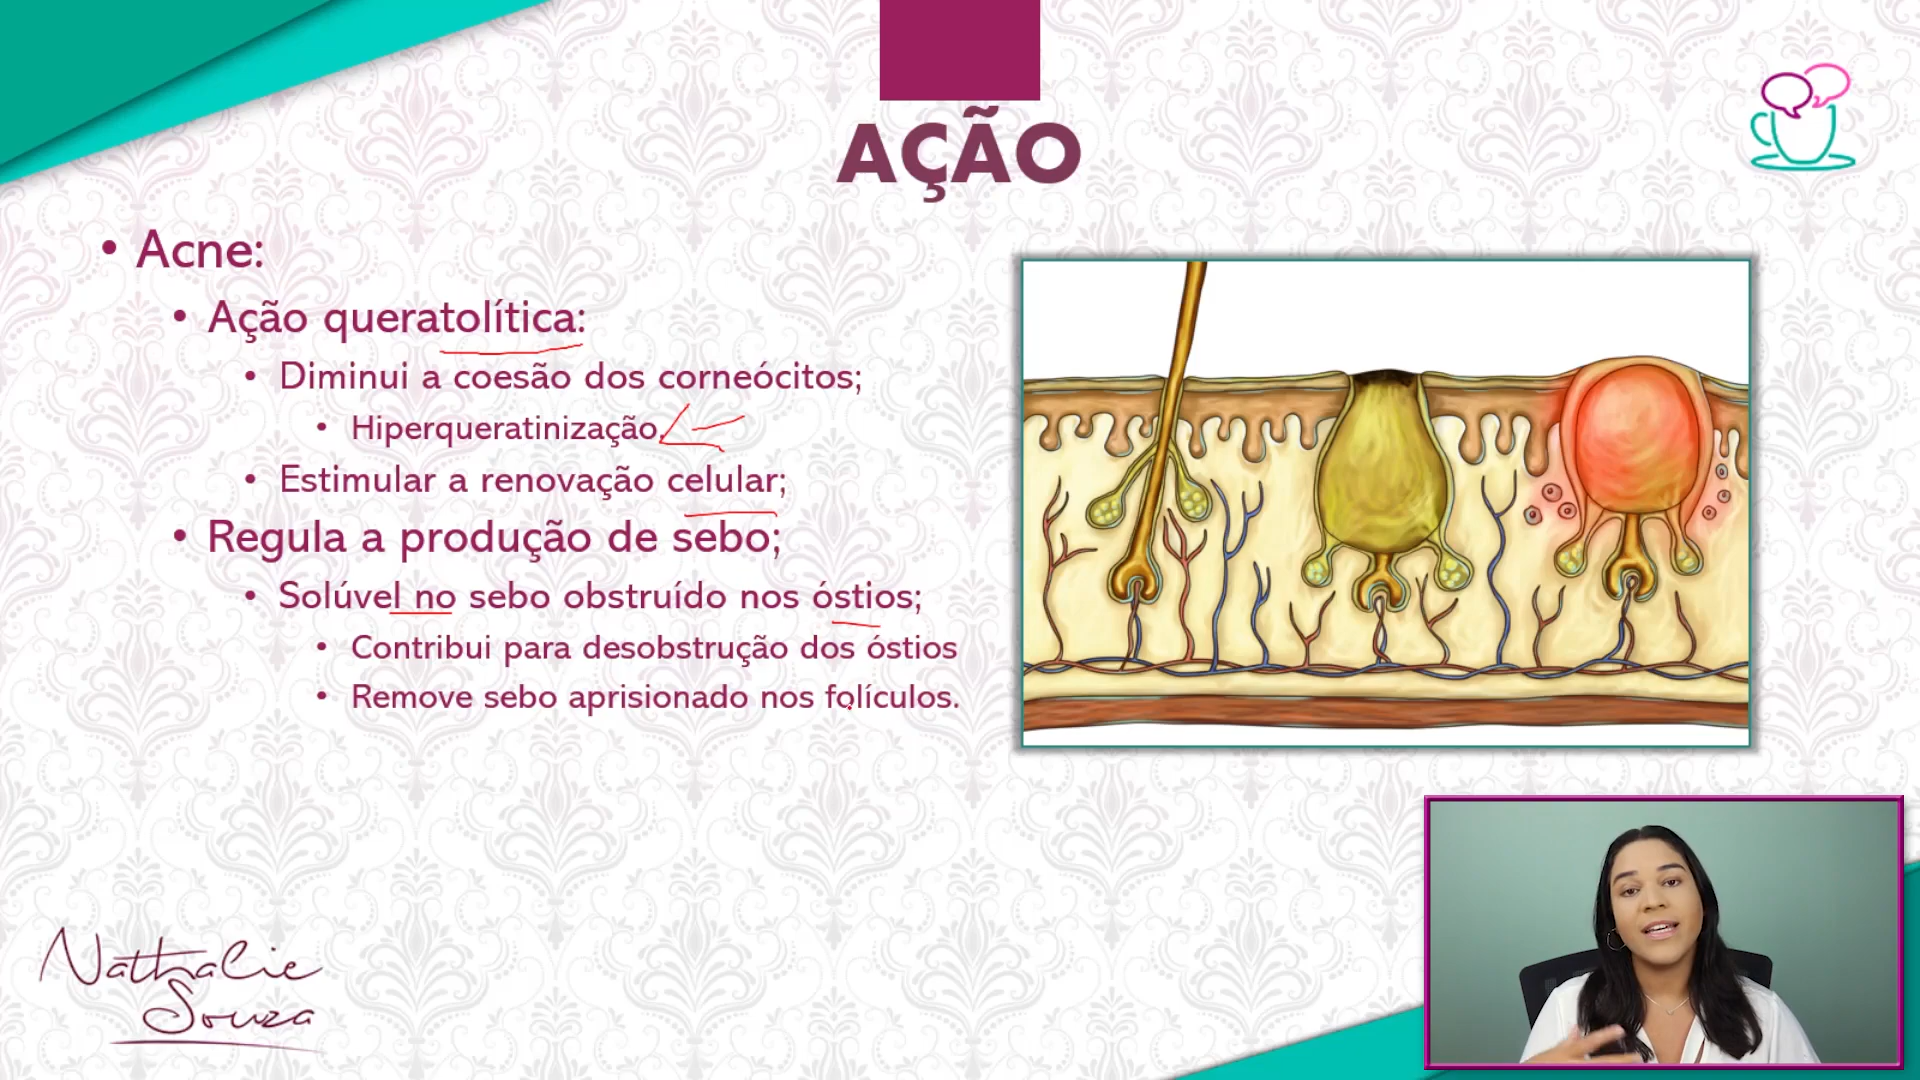 AÇÃO
• Acne:
• Ação queratolítica:
• Diminui a coesão dos corneócitos;
• Hiperqueratinização.
• Estimular a renovação celular;
• Regula a produção de sebo;
• Solúvel no sebo obstruído nos óstios;
• Contribui para desobstrução dos óstios
• Remove sebo aprisionado nos folículos.
Nathalie
Souza